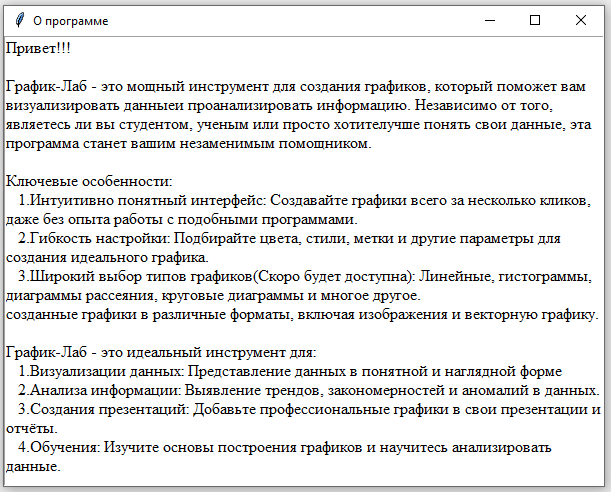 О программе
Привет!!!
График-Лаб - это мощный инструмент для создания графиков, который поможет вам
визуализировать данныеи проанализировать информацию. Независимо от того,
являетесь ли вы студентом, ученым или просто хотителучше понять свои данные, эта
программа станет вашим незаменимым помощником.
Ключевые особенности:
1.Интуитивно понятный интерфейс: Создавайте графики всего за несколько кликов,
даже без опыта работы с подобными программами.
2.Гибкость настройки: Подбирайте цвета, стили, метки и другие параметры для
создания идеального графика.
3.Широкий выбор типов графиков(Скоро будет доступна): Линейные, гистограммы,
диаграммы рассеяния, круговые диаграммы и многое другое.
созданные графики в различные форматы, включая изображения и векторную графику.
График-Лаб - это идеальный инструмент для:
1.Визуализации данных: Представление данных в понятной и наглядной форме
2.Анализа информации: Выявление трендов, закономерностей и аномалий в данных.
3.Создания презентаций: Добавьте профессиональные графики в свои презентации и
отчёты.
4.Обучения: Изучите основы построения графиков и научитесь анализировать
данные.